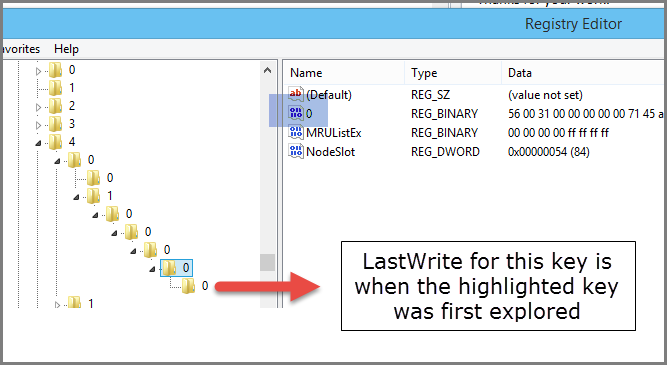 Registry Editor
avorites Help
0
1
2
3
4
0
0
1
0
0
0
0
0
1
Name Type Data
(Default) REG_SZ (value not set)
0 REG_BINARY 56 00 31 00 00 00 00 00 71 45 a
MRUListEx REG_BINARY 00 00 00 00 ff ff ff ff
NodeSlot REG_DWORD 0x00000054 (84)
LastWrite for this key is
when the highlighted key
was first explored